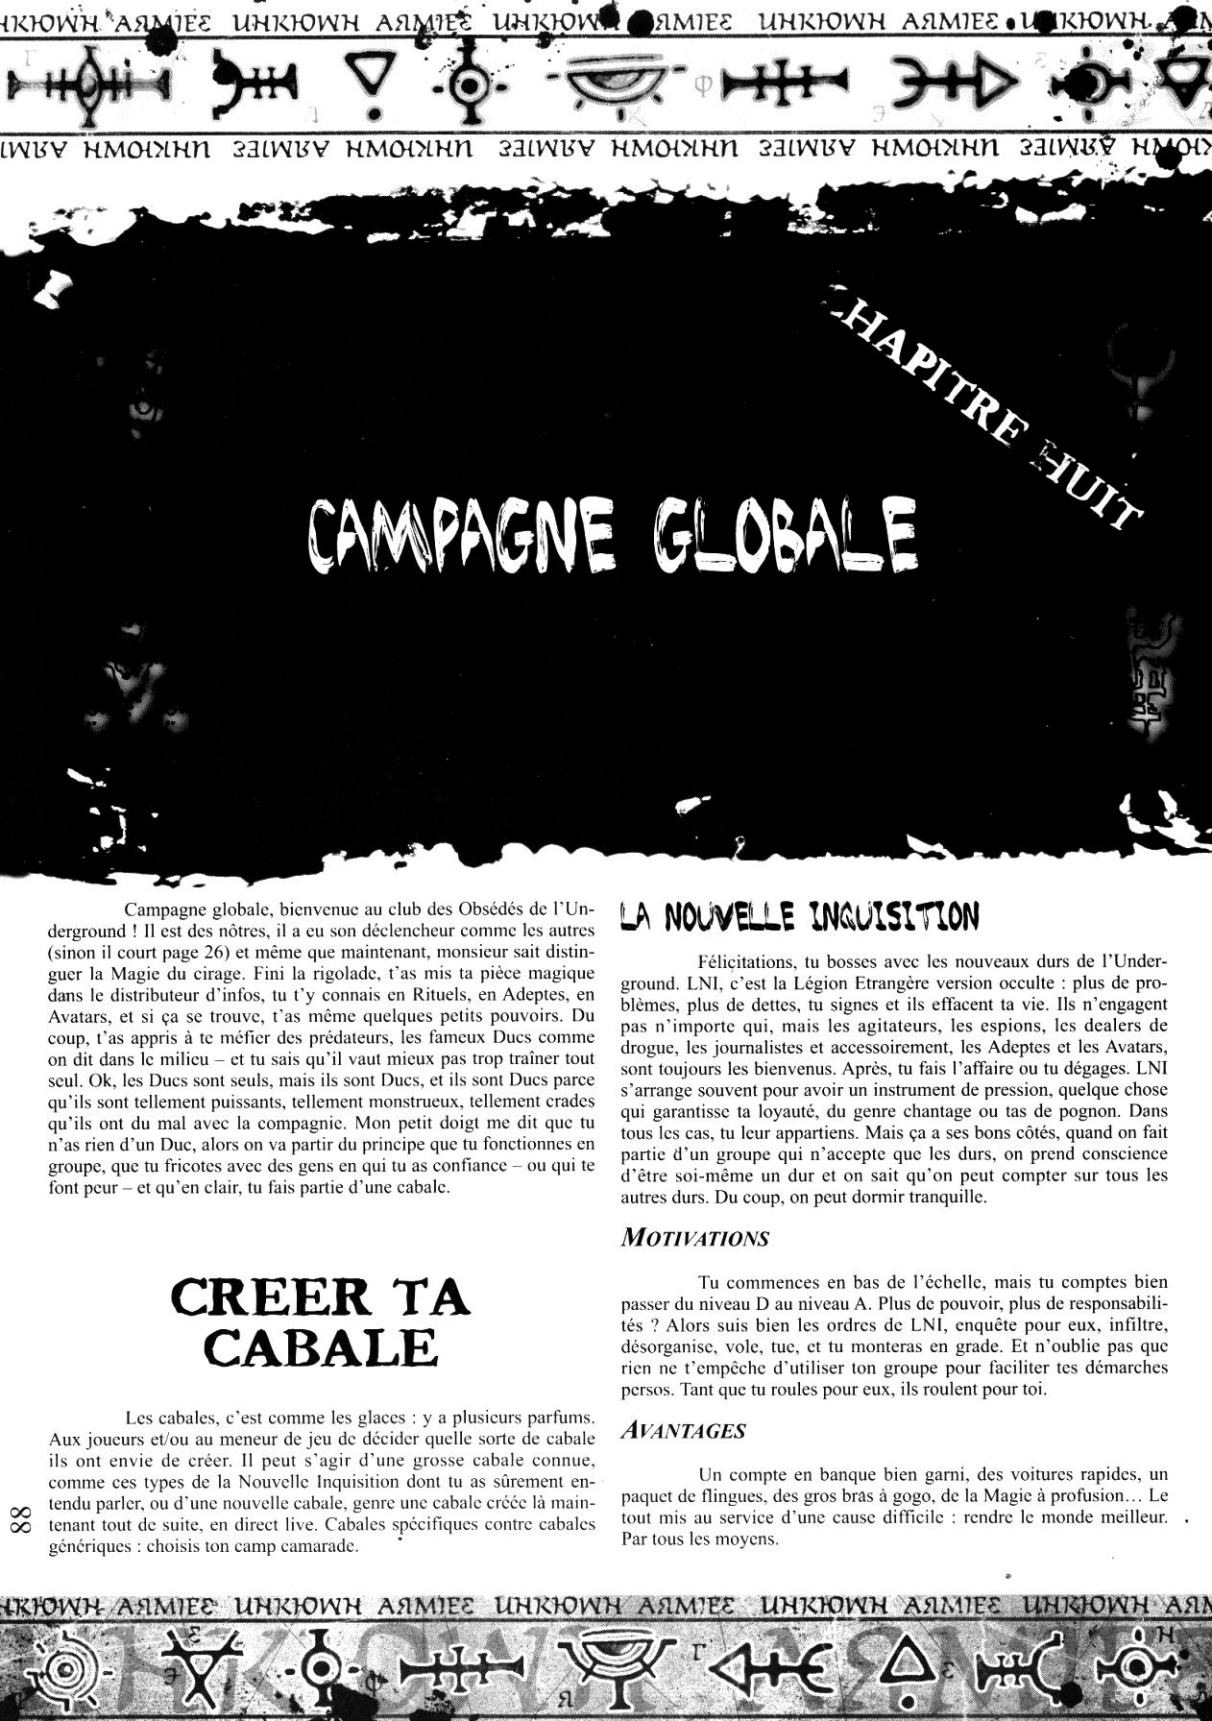 UNKNOWN ARMIES UNKNOWN ARMIES UNKNOWN ARMIES UNKNOWN ARMIES UNKNOWN
UNKNOWN ARMIES UNKNOWN ARMIES UNKNOWN ARMIES UNKNOWN ARMIES
CHAPITRE HUIT
CAMPAGNE GLOBALE
Campagne globale, bienvenue au club des Obsédés de l'Un-
derground ! Il est des nôtres, il a eu son déclencheur comme les autres
(sinon il court page 26) et même que maintenant, monsieur sait distin-
guer la Magie du cirage. Fini la rigolade, t'as mis ta pièce magique
dans le distributeur d'infos, tu t'y connais en Rituels, en Adeptes, en
Avatars, et si ça se trouve, t'as même quelques petits pouvoirs. Du
coup, t'as appris à te méfier des prédateurs, les fameux Ducs comme
on dit dans le milieu – et tu sais qu'il vaut mieux pas trop traîner tout
seul. Ok, les Ducs sont seuls, mais ils sont Ducs, et ils sont Ducs parce
qu'ils sont tellement puissants, tellement monstrueux, tellement crades
qu'ils ont du mal avec la compagnie. Mon petit doigt me dit que tu
n'as rien d'un Duc, alors on va partir du principe que tu fonctionnes en
groupe, que tu fricotes avec des gens en qui tu as confiance – ou qui te
font peur – et qu'en clair, tu fais partie d'une cabale.
CREER TA
CABALE
Les cabales, c'est comme les glaces : y a plusieurs parfums.
Aux joueurs et/ou au meneur de jeu de décider quelle sorte de cabale
ils ont envie de créer. Il peut s'agir d'une grosse cabale connue,
comme ces types de la Nouvelle Inquisition dont tu as sûrement en-
tendu parler, ou d'une nouvelle cabale, genre une cabale créée là main-
tenant tout de suite, en direct live. Cabales spécifiques contre cabales
génériques : choisis ton camp camarade.
88
LA NOUVELLE INQUISITION
Féliçitations, tu bosses avec les nouveaux durs de l'Under-
ground. LNI, c'est la Légion Etrangère version occulte : plus de pro-
blèmes, plus de dettes, tu signes et ils effacent ta vie. Ils n'engagent
pas n'importe qui, mais les agitateurs, les espions, les dealers de
drogue, les journalistes et accessoirement, les Adeptes et les Avatars,
sont toujours les bienvenus. Après, tu fais l'affaire ou tu dégages. LNI
s'arrange souvent pour avoir un instrument de pression, quelque chose
qui garantisse ta loyauté, du genre chantage ou tas de pognon. Dans
tous les cas, tu leur appartiens. Mais ça a ses bons côtés, quand on fait
partie d'un groupe qui n'accepte que les durs, on prend conscience
d'être soi-même un dur et on sait qu'on peut compter sur tous les
autres durs. Du coup, on peut dormir tranquille.
MOTIVATIONS
Tu commences en bas de l'échelle, mais tu comptes bien
passer du niveau D au niveau A. Plus de pouvoir, plus de responsabili-
tés ? Alors suis bien les ordres de LNI, enquête pour eux, infiltre,
désorganise, vole, tue, et tu monteras en grade. Et n'oublie pas que
rien ne t'empêche d'utiliser ton groupe pour faciliter tes démarches
persos. Tant que tu roules pour eux, ils roulent pour toi.
AVANTAGES
Un compte en banque bien garni, des voitures rapides, un
paquet de flingues, des gros bras à gogo, de la Magie à profusion… Le
tout mis au service d'une cause difficile : rendre le monde meilleur.
Par tous les moyens.
UNKNOWN ARMIES UNKNOWN ARMIES UNKNOWN ARMIES UNKNOWN ARMIES UNKNOWN